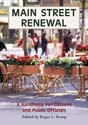 MAIN STREET
RENEWAL
A Handbook for Citizens
and Public Officials
Edited by Roger L. Kemp